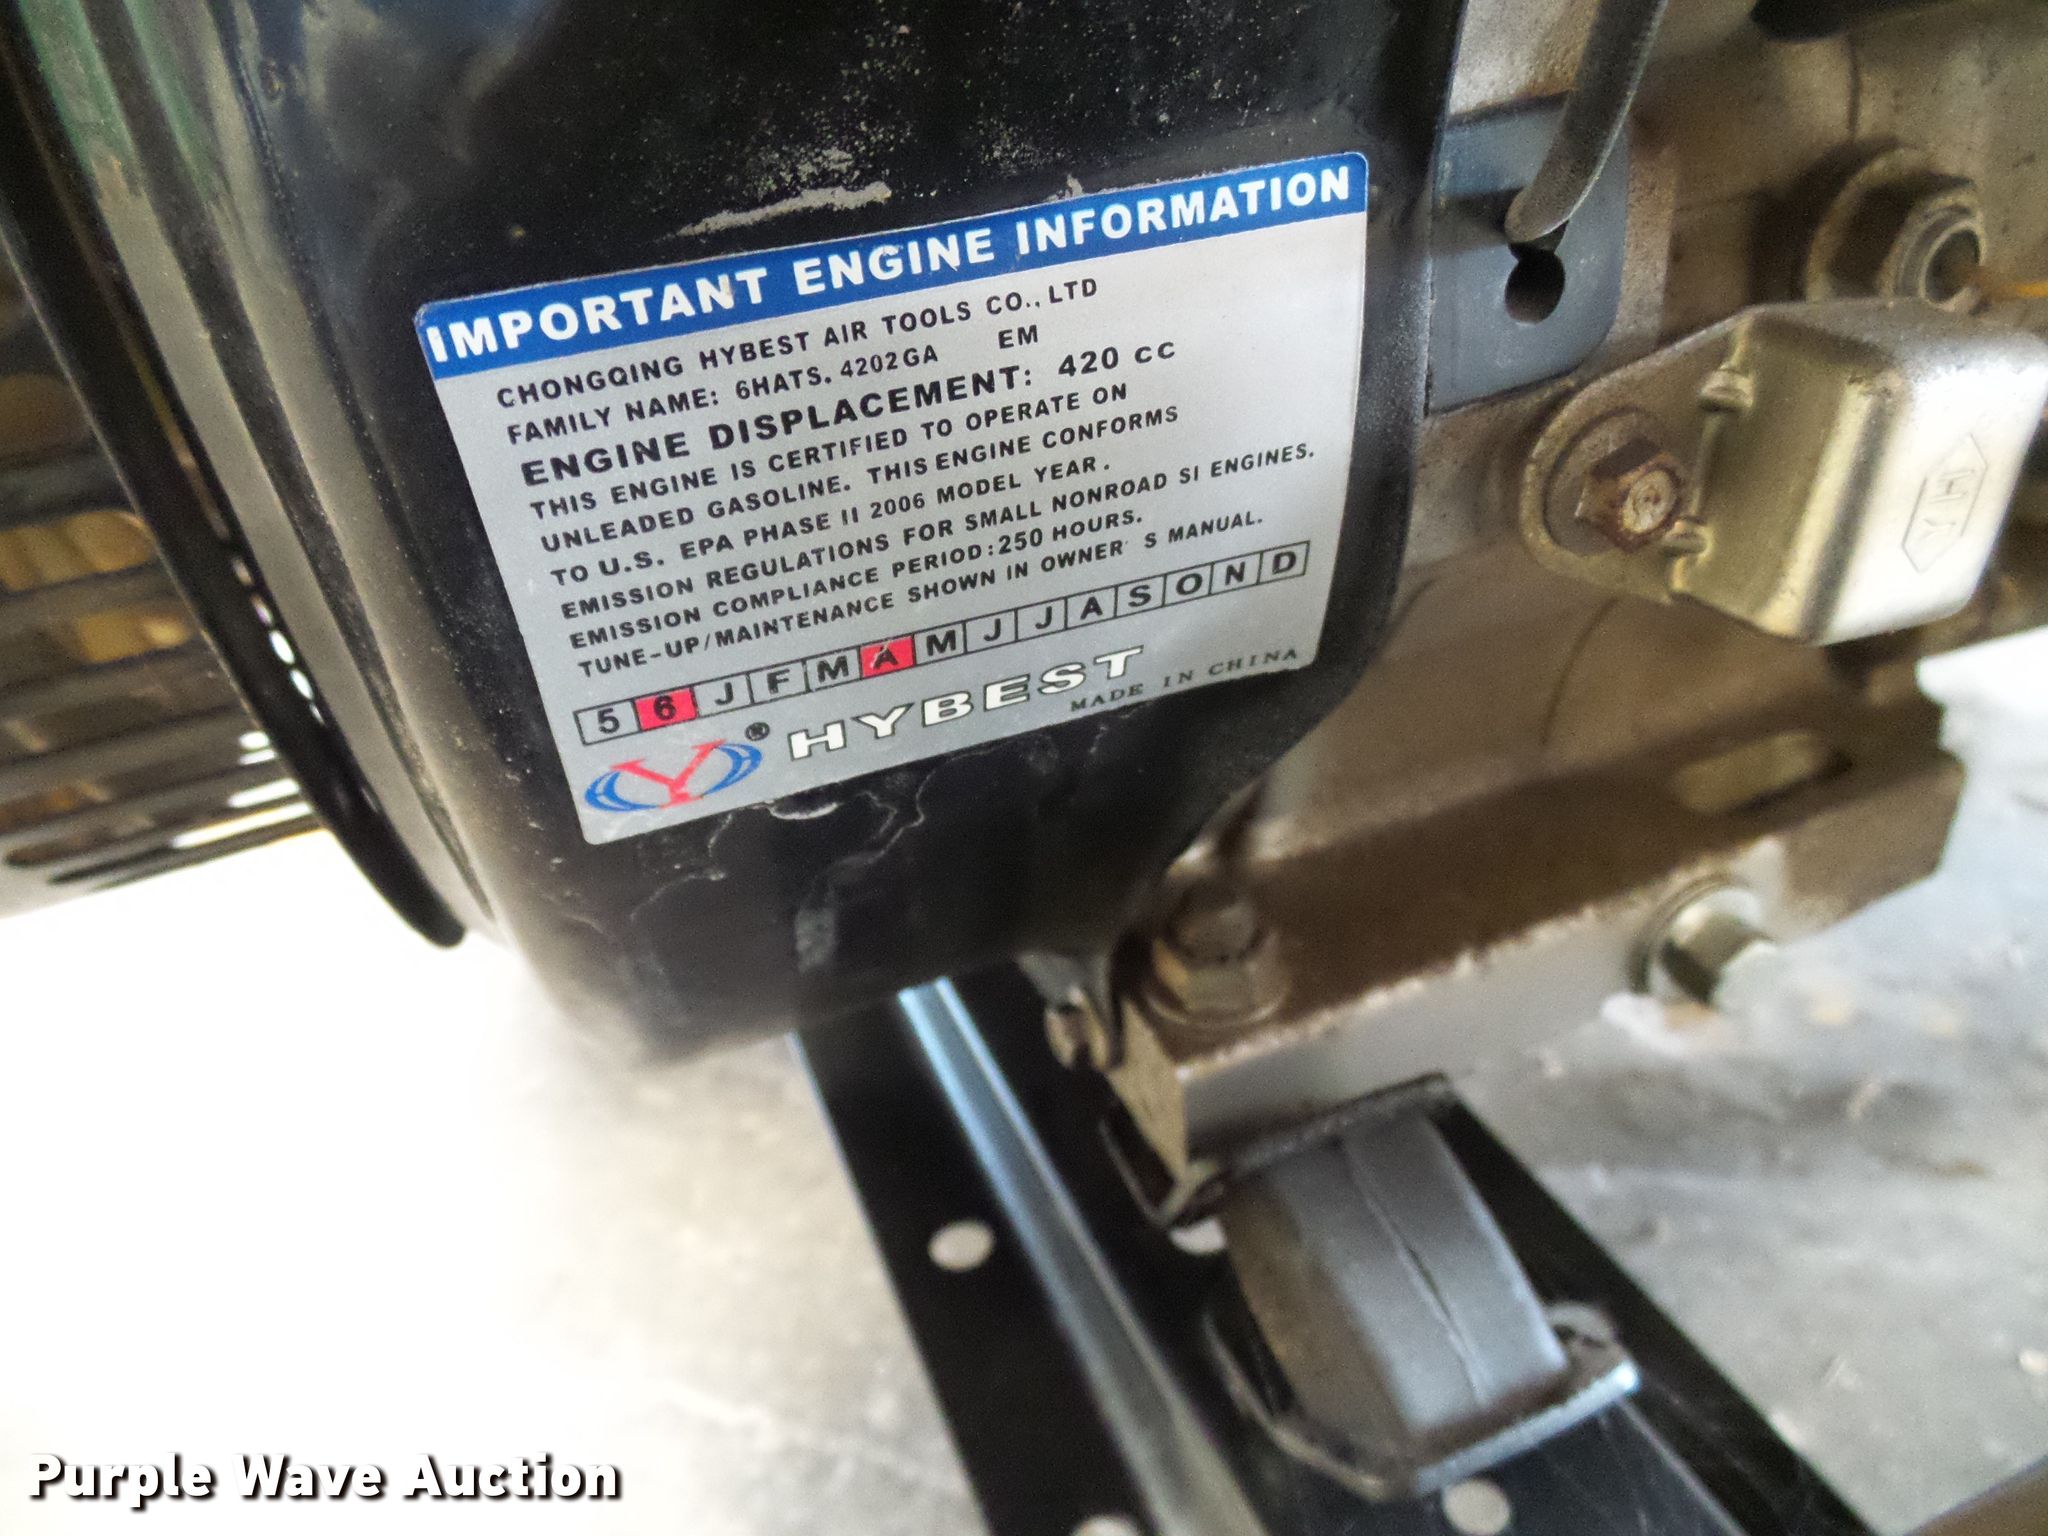 IMPORTANT ENGINE INFORMATION
CHONGQING HYBEST AIR TOOLS CO., LTD
FAMILY NAME: 6HATS. 4202GA EM
ENGINE DISPLACEMENT: 420 CC
THIS ENGINE IS CERTIFIED TO OPERATE ON
UNLEADED GASOLINE. THIS ENGINE CONFORMS
TO U.S. EPA PHASE II 2006 MODEL YEAR.
EMISSION REGULATIONS FOR SMALL NONROAD SI ENGINES.
EMISSION COMPLIANCE PERIOD:250 HOURS.
TUNE-UP/MAINTENANCE SHOWN IN OWNER'S MANUAL.
5 6 J F M A M J J A S O N D
® HYBEST
MADE IN CHINA
Purple Wave Auction